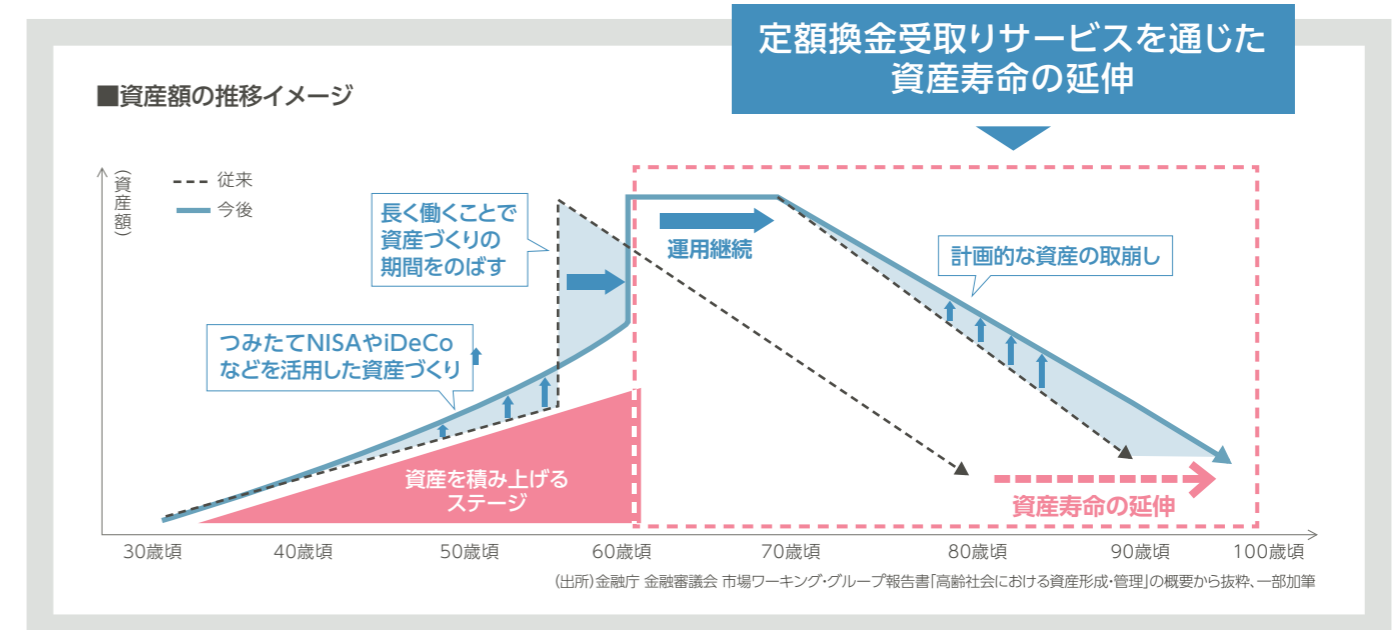 定額換金受取りサービスを通じた
資産寿命の延伸
■資産額の推移イメージ
(資産額)
従来
今後
長く働くことで
資産づくりの
期間をのばす
運用継続
計画的な資産の取崩し
つみたてNISAやiDeCo
などを活用した資産づくり
資産を積み上げる
ステージ
資産寿命の延伸
30歳頃 40歳頃 50歳頃 60歳頃 70歳頃 80歳頃 90歳頃 100歳頃
(出所)金融庁 金融審議会 市場ワーキング・グループ報告書「高齢社会における資産形成・管理」の概要から抜粋、一部加筆